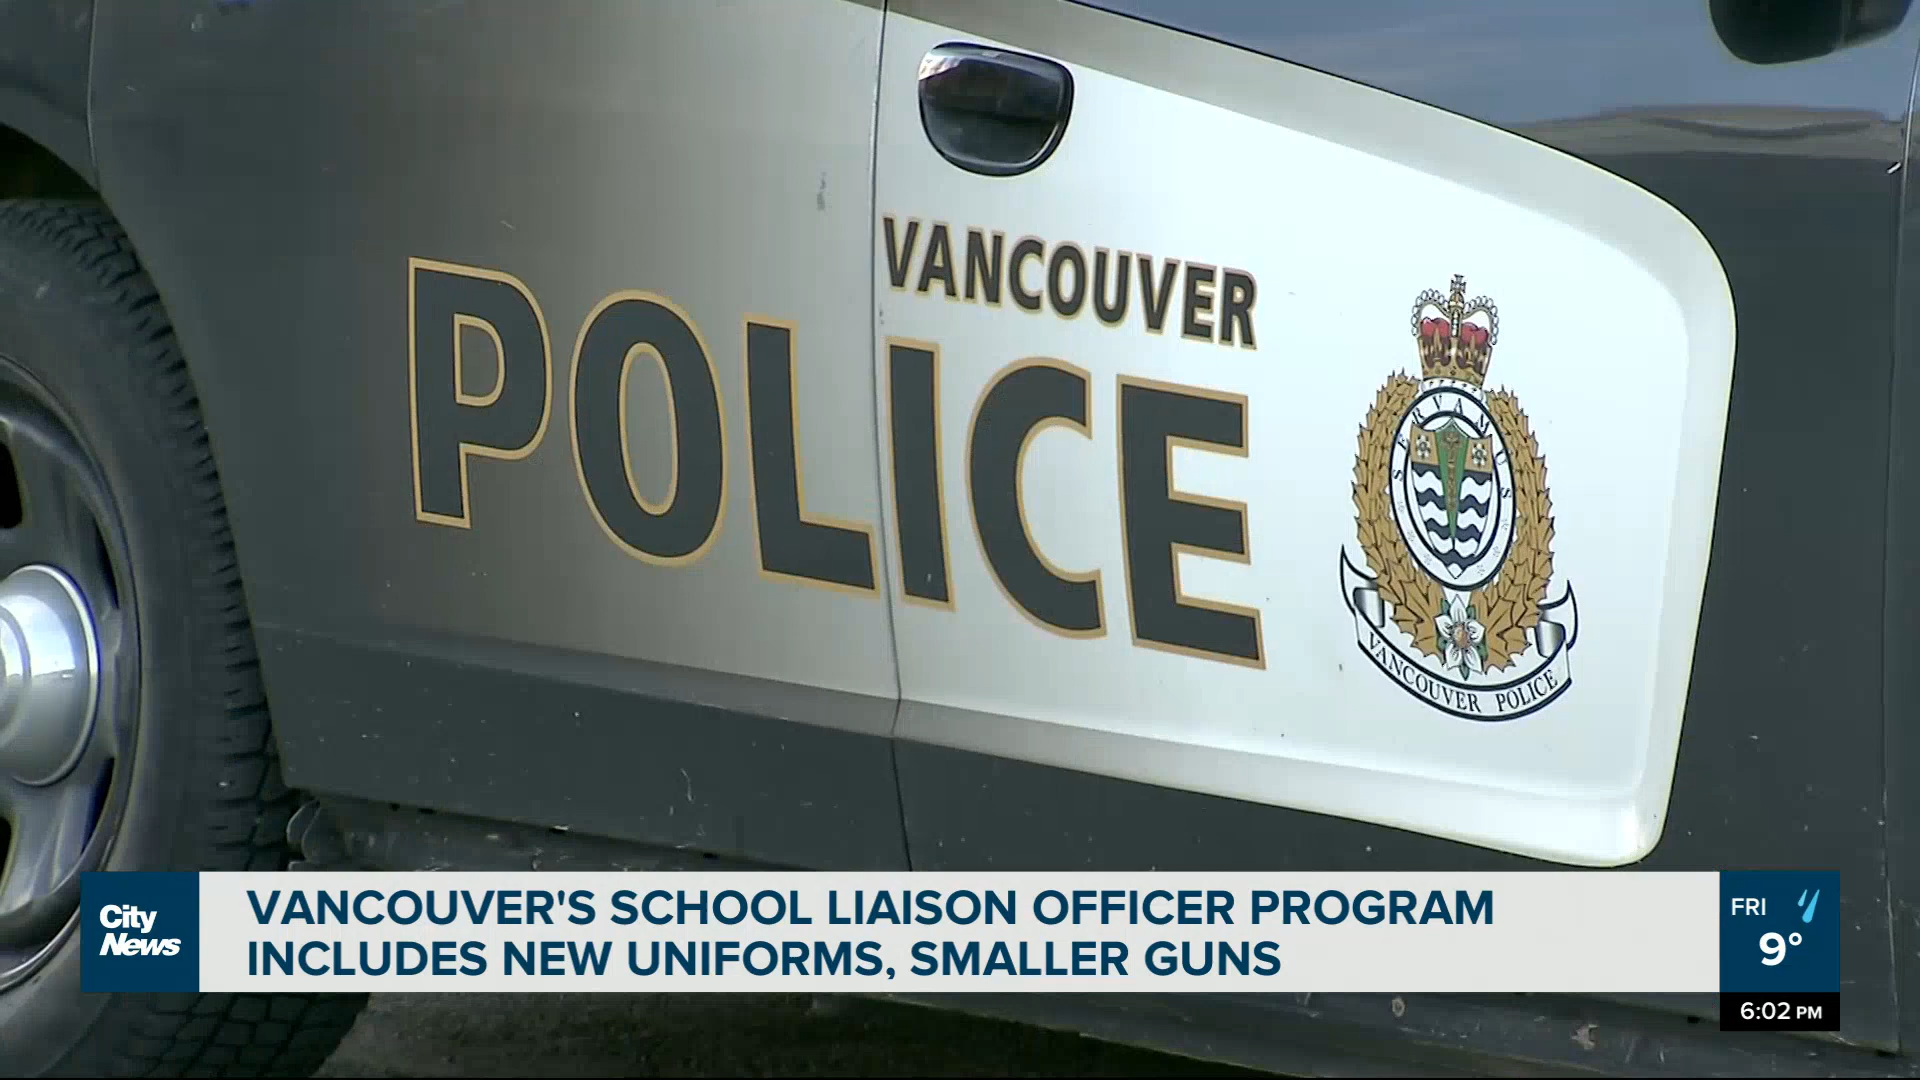 VANCOUVER
POLICE
SERVAMUS
VANCOUVER POLICE
City
News
VANCOUVER'S SCHOOL LIAISON OFFICER PROGRAM
INCLUDES NEW UNIFORMS, SMALLER GUNS
FRI
9°
6:02 PM